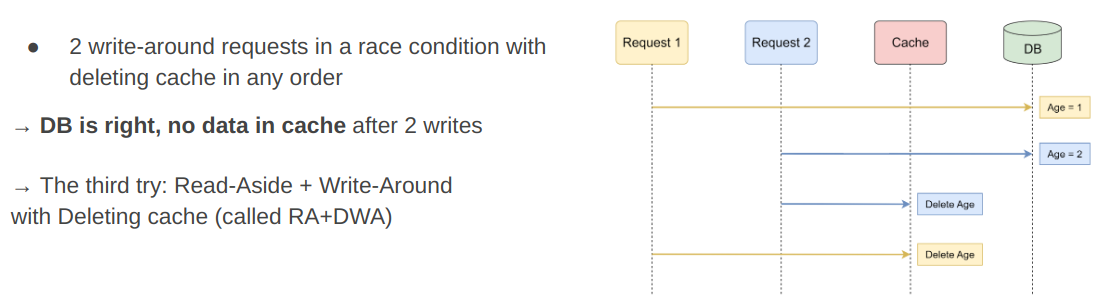 ● 2 write-around requests in a race condition with
deleting cache in any order
→ DB is right, no data in cache after 2 writes
→ The third try: Read-Aside + Write-Around
with Deleting cache (called RA+DWA)
Request 1
Request 2
Cache
DB
Age = 1
Age = 2
Delete Age
Delete Age